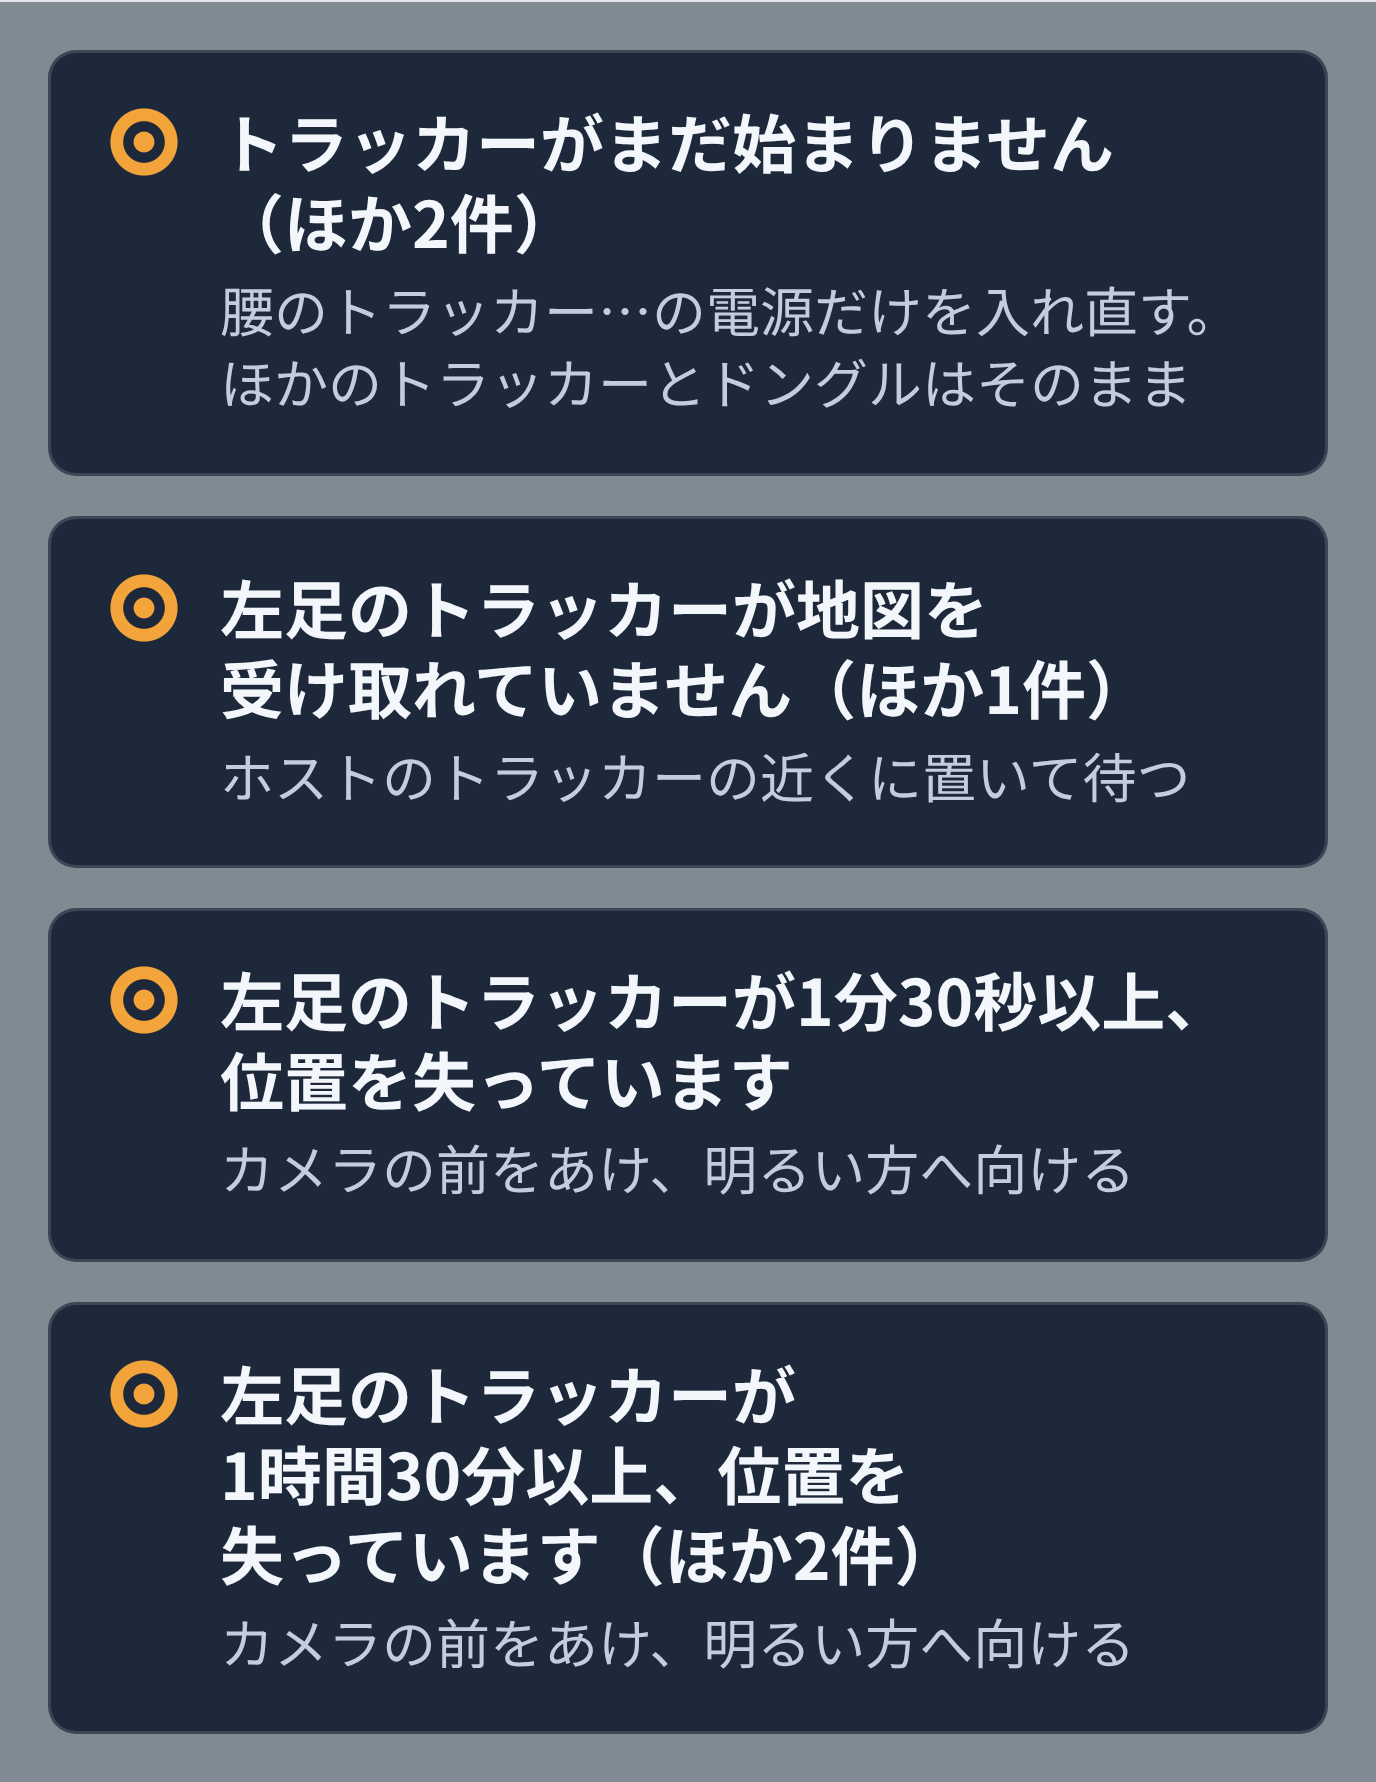 トラッカーがまだ始まりません
（ほか2件）
腰のトラッカー…の電源だけを入れ直す。
ほかのトラッカーとドングルはそのまま
左足のトラッカーが地図を
受け取れていません（ほか1件）
ホストのトラッカーの近くに置いて待つ
左足のトラッカーが1分30秒以上、
位置を失っています
カメラの前をあけ、明るい方へ向ける
左足のトラッカーが
1時間30分以上、位置を
失っています（ほか2件）
カメラの前をあけ、明るい方へ向ける